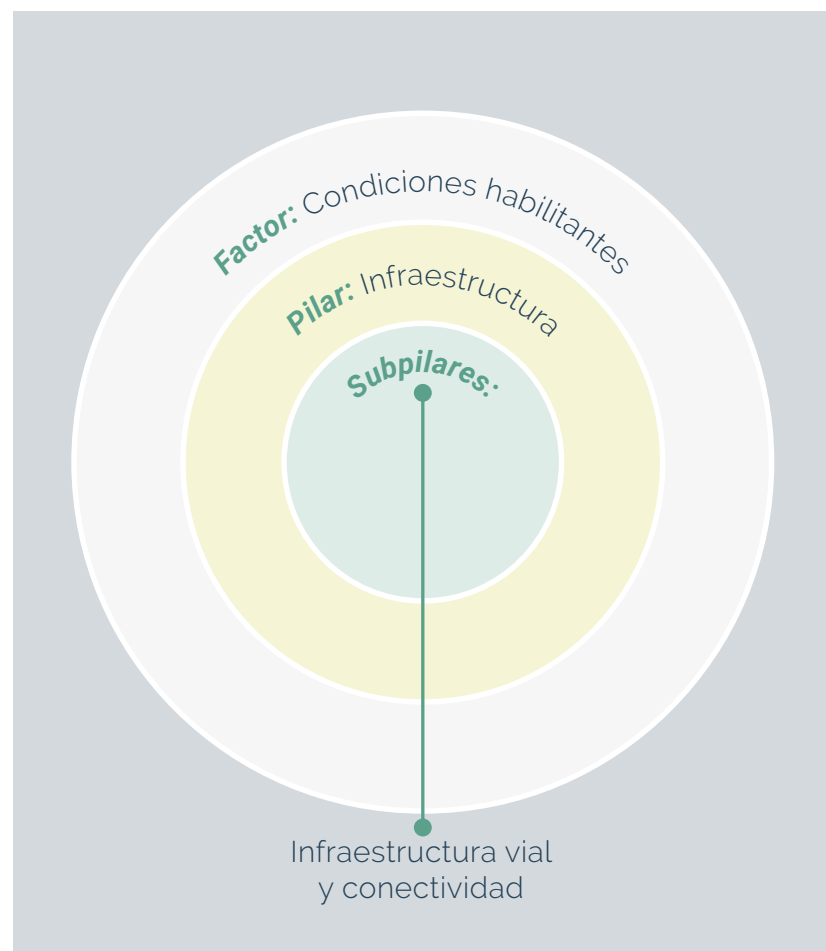 Factor: Condiciones habilitantes
Pilar: Infraestructura
Subpilares:
Infraestructura vial
y conectividad